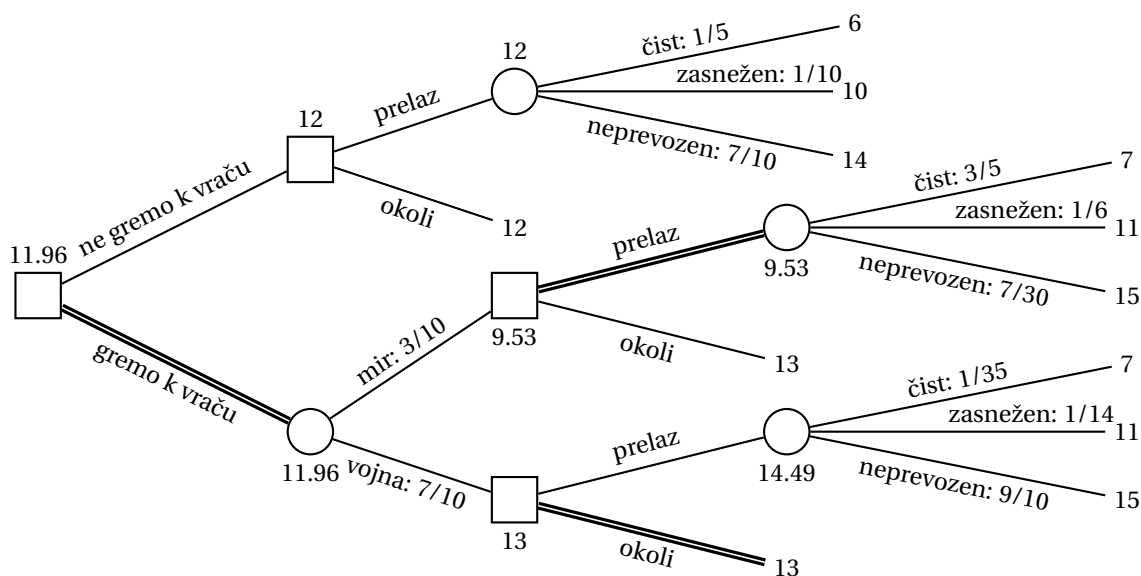 6
čist: 1/5
12
zasnežen: 1/10
10
prelaz
12
neprevozen: 7/10
14
7
čist: 3/5
ne gremo k vraču
okoli
12
zasnežen: 1/6
11
prelaz
11.96
9.53
neprevozen: 7/30
15
mir: 3/10
9.53
okoli
gremo k vraču
13
7
čist: 1/35
zasnežen: 1/14
11
prelaz
11.96
vojna: 7/10
14.49
neprevozen: 9/10
15
13
okoli
13